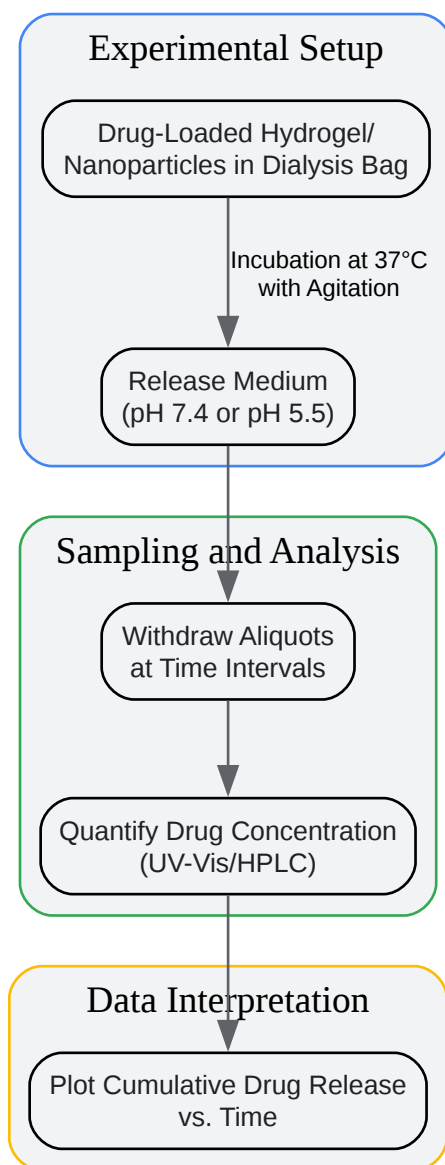 Experimental Setup
Drug-Loaded Hydrogel/
Nanoparticles in Dialysis Bag
Incubation at 37°C
with Agitation
Release Medium
(pH 7.4 or pH 5.5)
Sampling and Analysis
Withdraw Aliquots
at Time Intervals
Quantify Drug Concentration
(UV-Vis/HPLC)
Data Interpretation
Plot Cumulative Drug Release
vs. Time